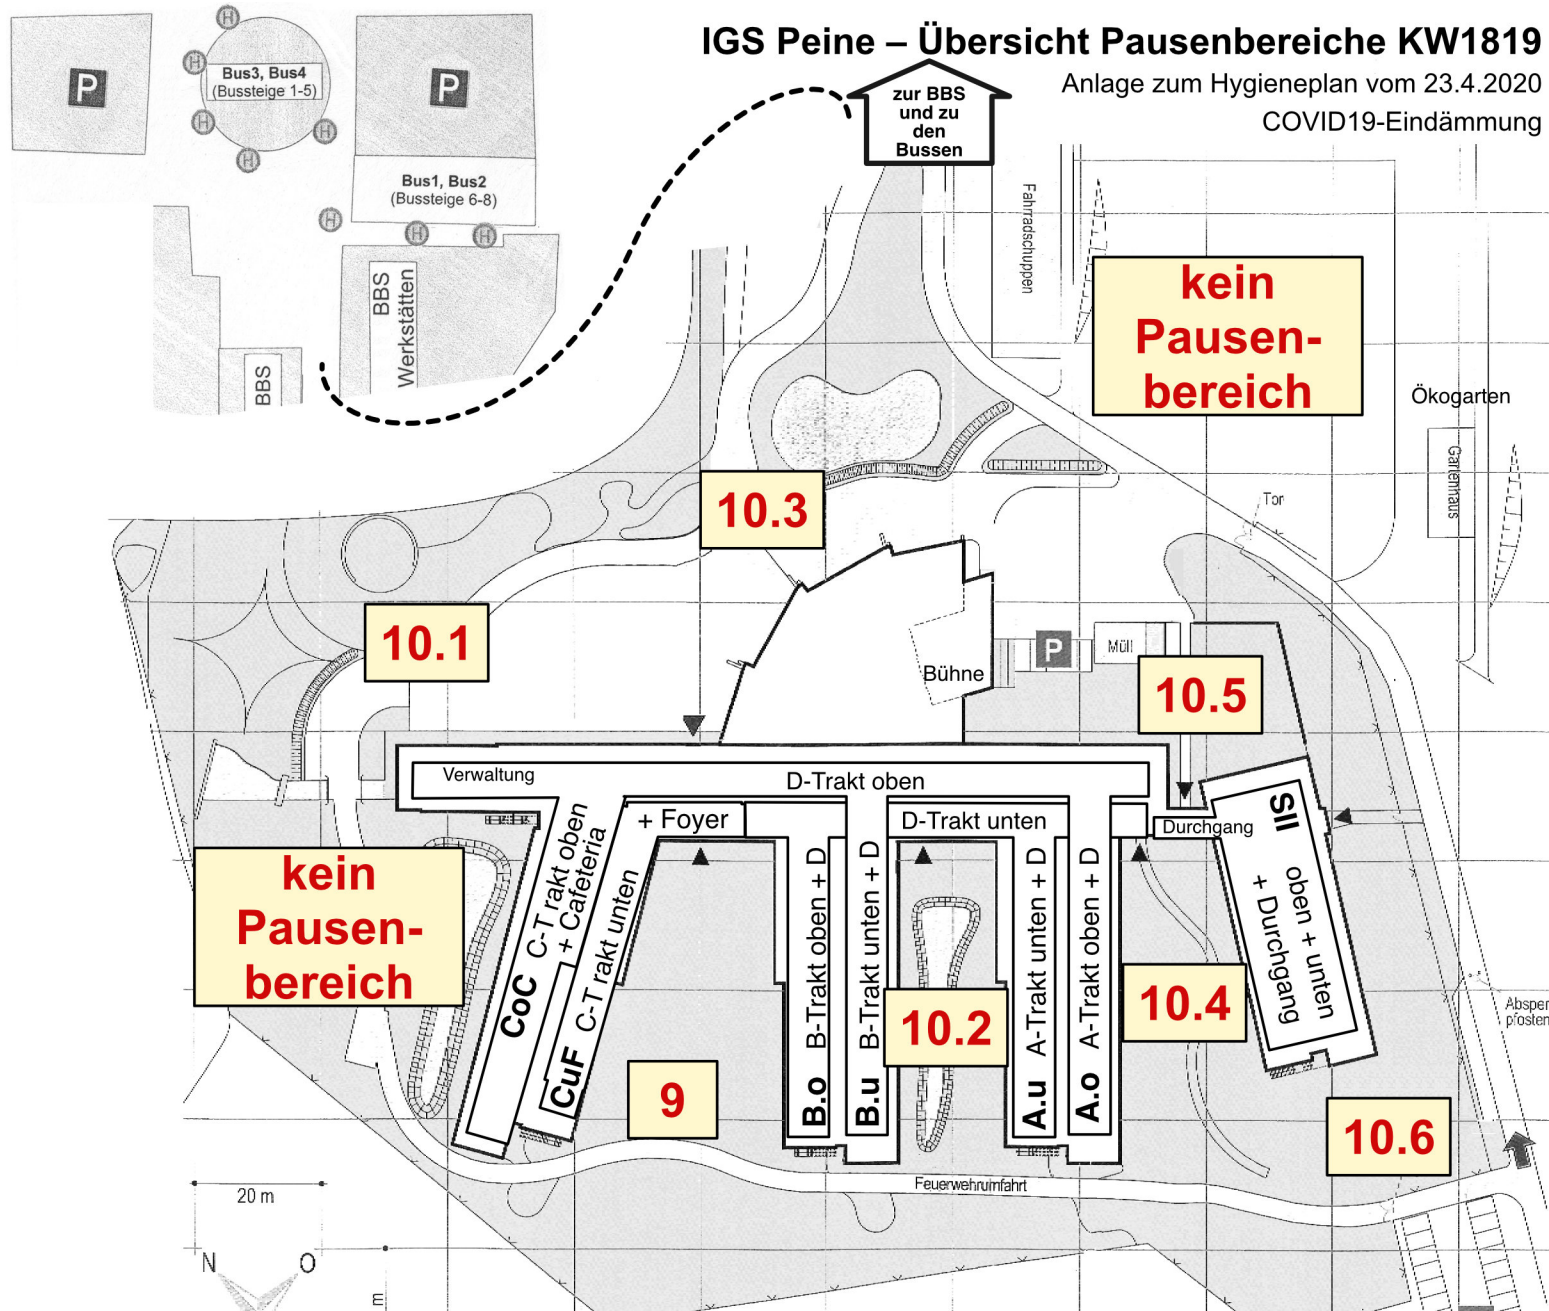 IGS Peine – Übersicht Pausenbereiche KW1819
Anlage zum Hygieneplan vom 23.4.2020
COVID19-Eindämmung
P
H
H
H
H
H
Bus3, Bus4
(Bussteige 1-5)
P
Bus1, Bus2
(Bussteige 6-8)
H
H
H
BBS
Werkstätten
BBS
zur BBS
und zu
den
Bussen
Fahrradschuppen
kein
Pausen-
bereich
Ökogarten
Gartenhaus
Tor
10.3
10.1
Bühne
P
Müll
10.5
Verwaltung
D-Trakt oben
+ Foyer
D-Trakt unten
Durchgang
SII
oben + unten
+ Durchgang
kein
Pausen-
bereich
CoC C-Trakt oben
+ Cafeteria
CuF C-Trakt unten
B.o B-Trakt oben + D
B.u B-Trakt unten + D
10.2
A.u A-Trakt unten + D
A.o A-Trakt oben + D
10.4
Absper
pfosten
9
10.6
Feuerwehrumfahrt
20 m
N
O
m